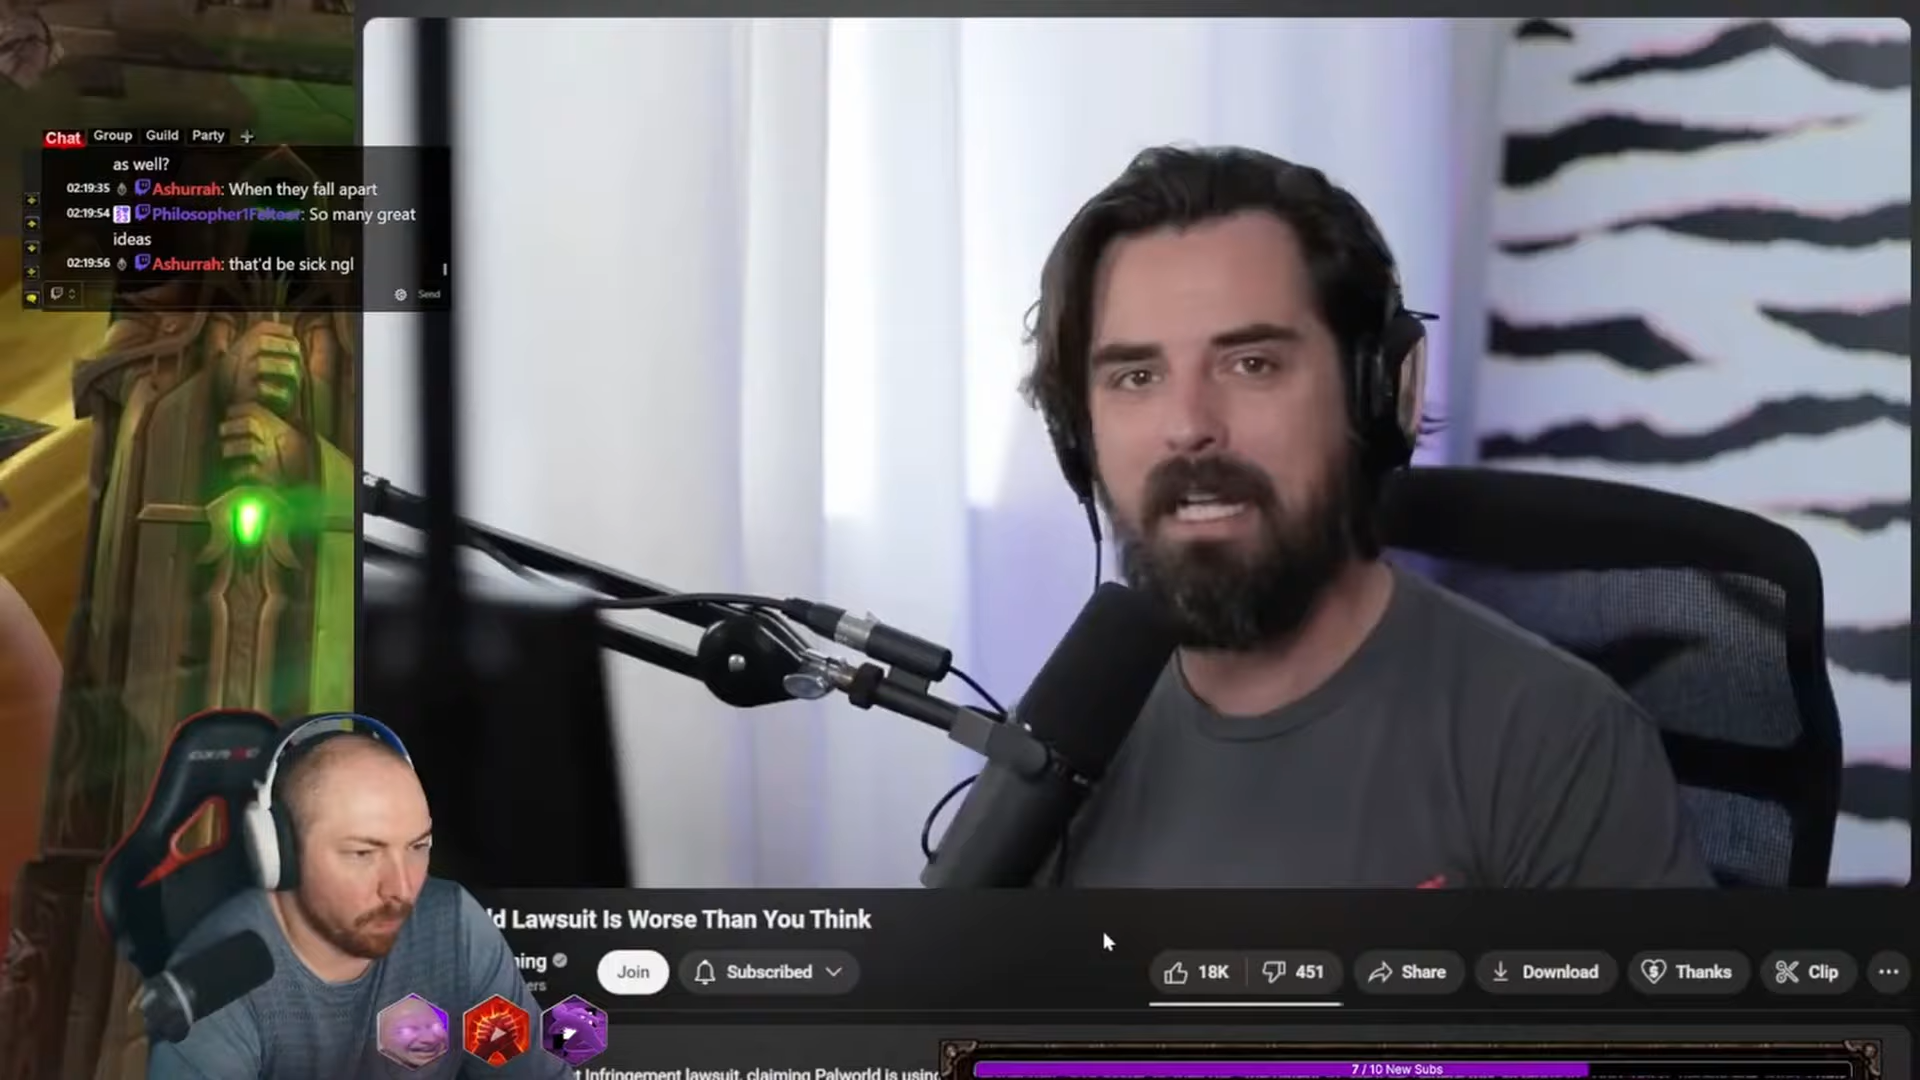 Chat Group Guild Party +
as well?
02:19:35 Ashurrah: When they fall apart
02:19:54 So many great
ideas
02:19:56 Ashurrah: that'd be sick ngl
Send
ld Lawsuit Is Worse Than You Think
ing
ers
Join
Subscribed
18K
451
Share
Download
Thanks
Clip
t Infringement lawsuit, claiming Palworld is using
7 / 10 New Subs